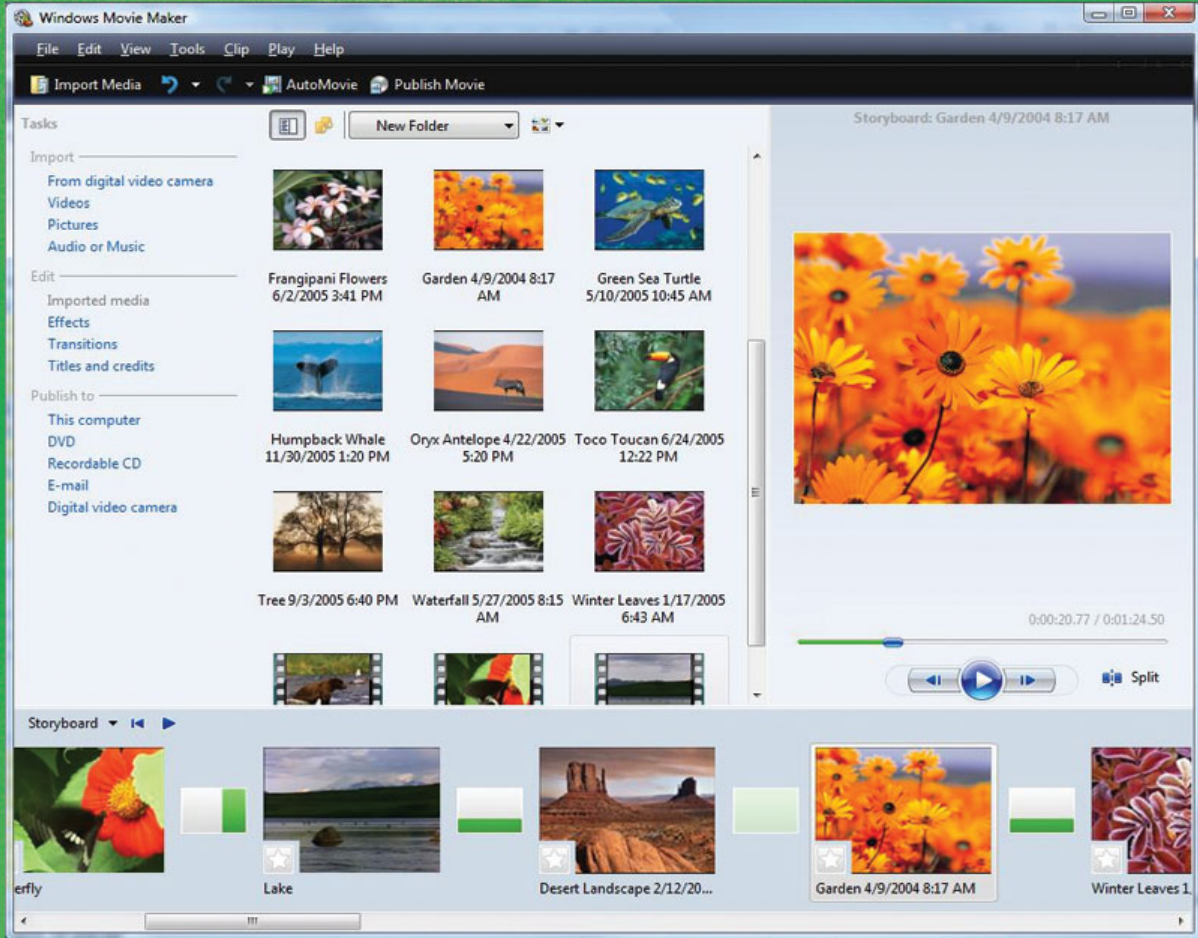 Windows Movie Maker
File Edit View Tools Clip Play Help
Import Media AutoMovie Publish Movie
Tasks
Import
From digital video camera
Videos
Pictures
Audio or Music
Edit
Imported media
Effects
Transitions
Titles and credits
Publish to
This computer
DVD
Recordable CD
E-mail
Digital video camera
New Folder
Frangipani Flowers
6/2/2005 3:41 PM
Garden 4/9/2004 8:17
AM
Green Sea Turtle
5/10/2005 10:45 AM
Humpback Whale
11/30/2005 1:20 PM
Oryx Antelope 4/22/2005
5:20 PM
Toco Toucan 6/24/2005
12:22 PM
Tree 9/3/2005 6:40 PM
Waterfall 5/27/2005 8:15
AM
Winter Leaves 1/17/2005
6:43 AM
Storyboard: Garden 4/9/2004 8:17 AM
0:00:20.77 / 0:01:24.50
Split
Storyboard
erfly
Lake
Desert Landscape 2/12/20...
Garden 4/9/2004 8:17 AM
Winter Leaves 1